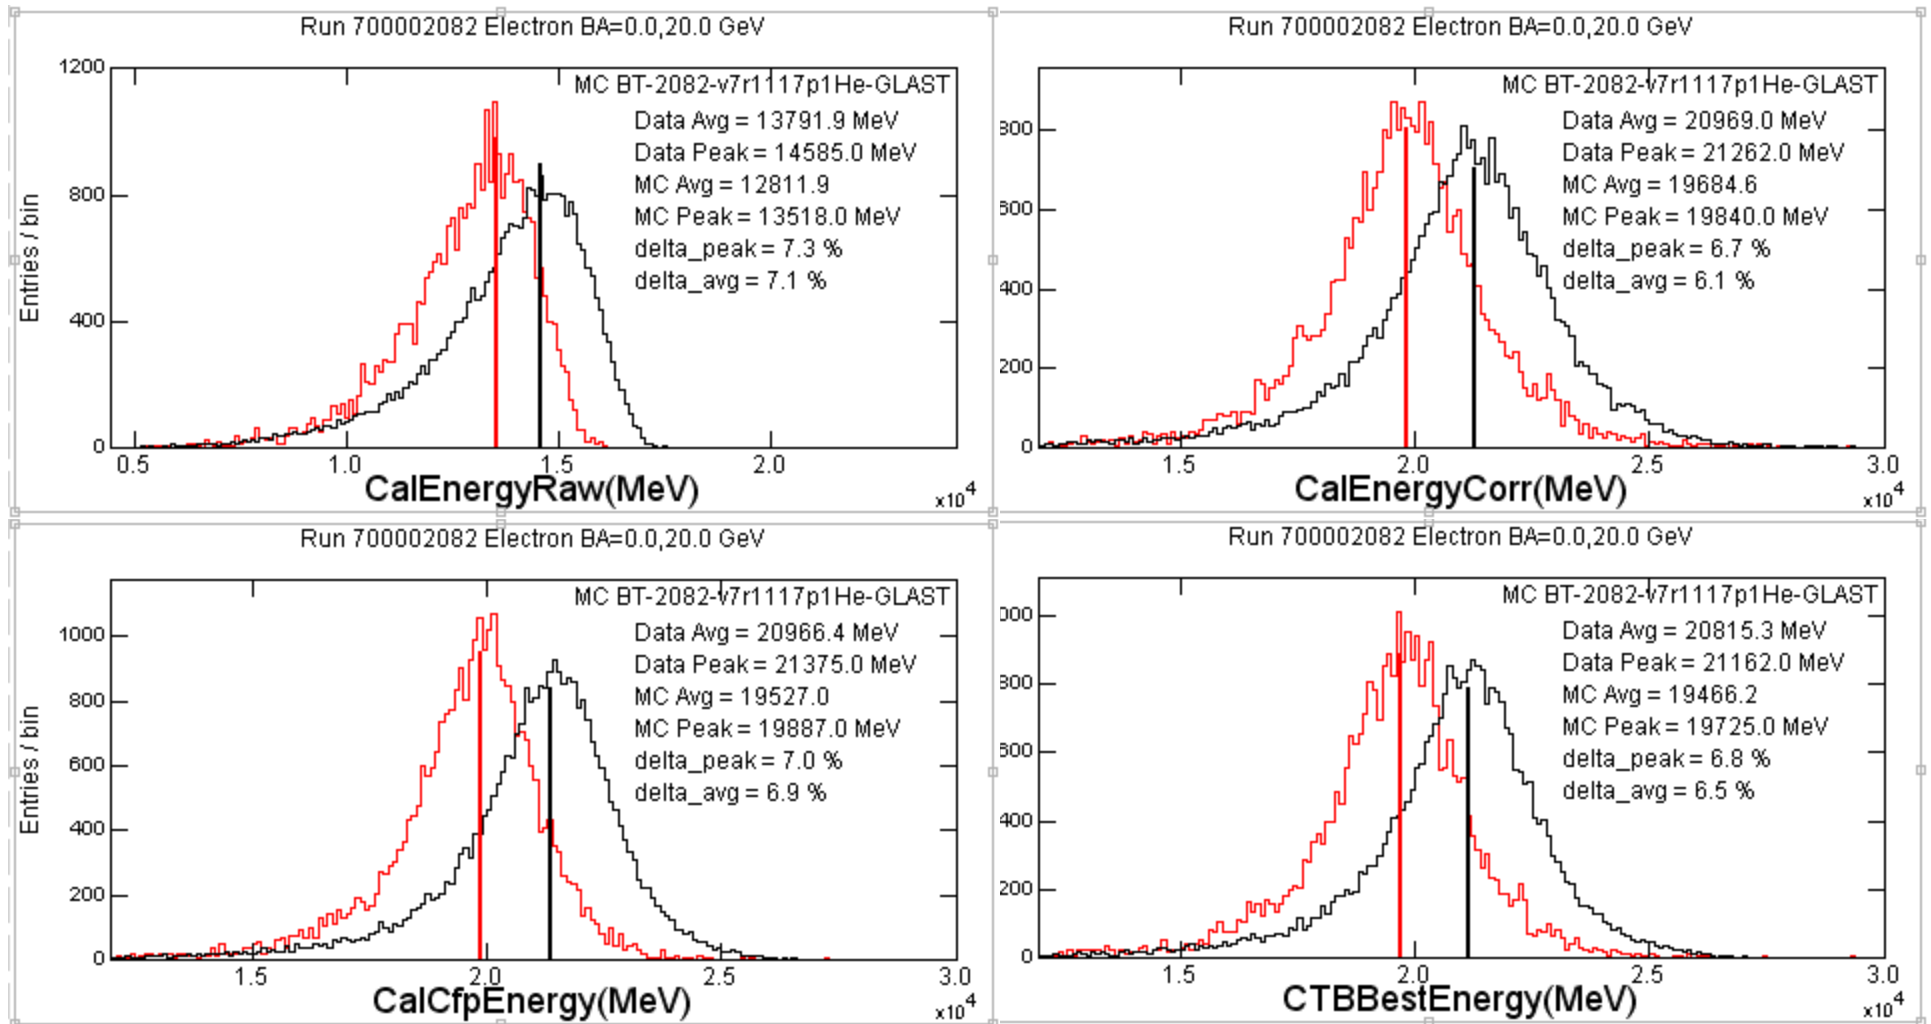 Run 700002082 Electron BA=0.0,20.0 GeV
MC BT-2082-v7r1117p1He-GLAST
Data Avg = 13791.9 MeV
Data Peak = 14585.0 MeV
MC Avg = 12811.9
MC Peak = 13518.0 MeV
delta_peak = 7.3 %
delta_avg = 7.1 %
Entries / bin
1200
800
400
0
0.5 1.0 1.5 2.0
CalEnergyRaw(MeV)
x10^4
Run 700002082 Electron BA=0.0,20.0 GeV
MC BT-2082-v7r1117p1He-GLAST
Data Avg = 20969.0 MeV
Data Peak = 21262.0 MeV
MC Avg = 19684.6
MC Peak = 19840.0 MeV
delta_peak = 6.7 %
delta_avg = 6.1 %
800
600
400
200
0
1.5 2.0 2.5 3.0
CalEnergyCorr(MeV)
x10^4
Run 700002082 Electron BA=0.0,20.0 GeV
MC BT-2082-v7r1117p1He-GLAST
Data Avg = 20966.4 MeV
Data Peak = 21375.0 MeV
MC Avg = 19527.0
MC Peak = 19887.0 MeV
delta_peak = 7.0 %
delta_avg = 6.9 %
Entries / bin
1000
800
600
400
200
0
1.5 2.0 2.5 3.0
CalCfpEnergy(MeV)
x10^4
Run 700002082 Electron BA=0.0,20.0 GeV
MC BT-2082-v7r1117p1He-GLAST
Data Avg = 20815.3 MeV
Data Peak = 21162.0 MeV
MC Avg = 19466.2
MC Peak = 19725.0 MeV
delta_peak = 6.8 %
delta_avg = 6.5 %
000
800
600
400
200
0
1.5 2.0 2.5 3.0
CTBBestEnergy(MeV)
x10^4